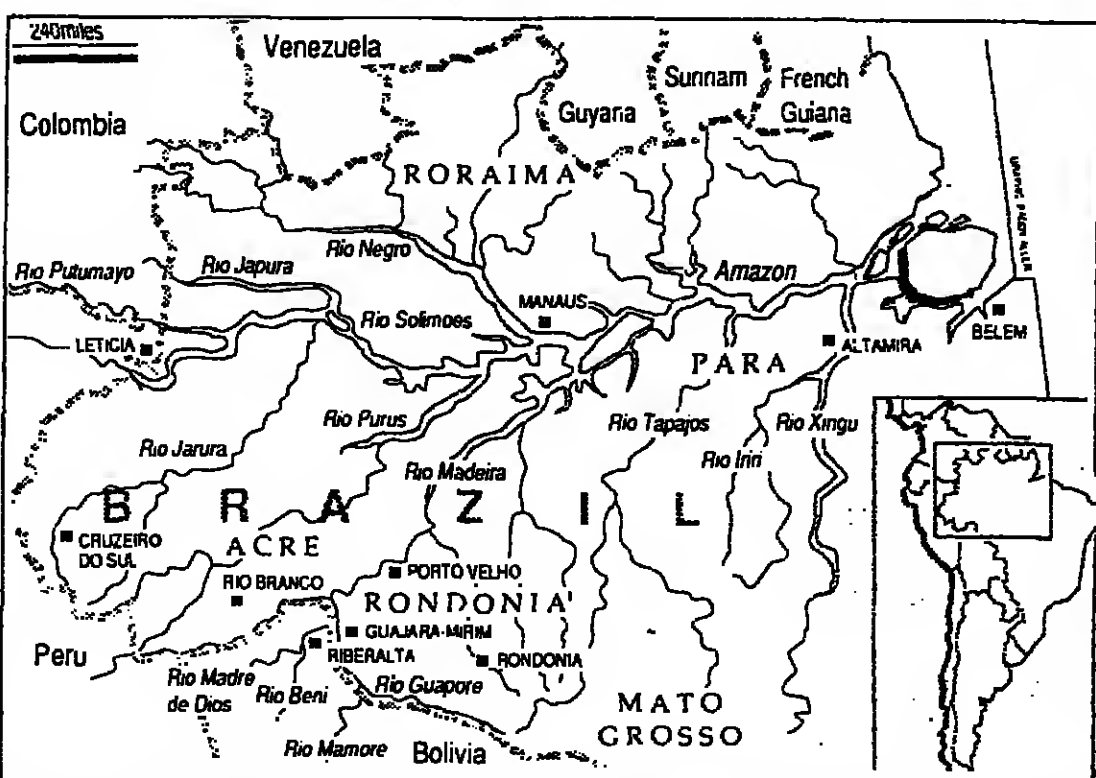 240miles
Venezuela
Colombia
Guyana
Surinam
French
Guiana
RORAIMA
Rio Negro
Rio Putumayo
Rio Japura
Amazon
MANAUS
Rio Solimoes
LETICIA
BELEM
ALTAMIRA
PARA
Rio Purus
Rio Tapajos
Rio Xingu
Rio Jarura
Rio Madeira
Rio Iriri
BRAZIL
CRUZEIRO
DO SUL
ACRE
RIO BRANCO
PORTO VELHO
RONDONIA
GUAJARA-MIRIM
RIBERALTA
RONDONIA
Peru
Rio Madre
de Dios
Rio Beni
Rio Guapore
MATO
GROSSO
Rio Mamore
Bolivia